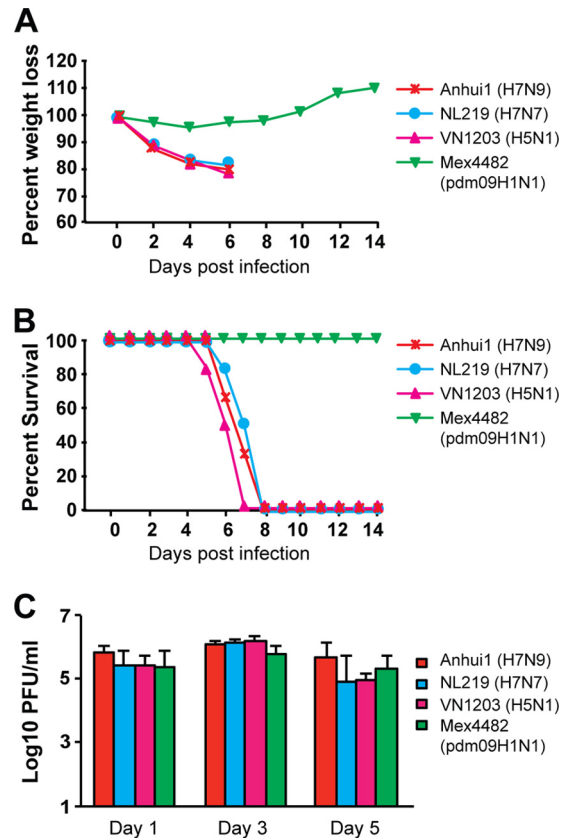 A
Percent weight loss
120
110
100
90
80
70
60
0 2 4 6 8 10 12 14
Days post infection
Anhui1 (H7N9)
NL219 (H7N7)
VN1203 (H5N1)
Mex4482
(pdm09H1N1)
B
Percent Survival
100
80
60
40
20
0
0 2 4 6 8 10 12 14
Days post infection
Anhui1 (H7N9)
NL219 (H7N7)
VN1203 (H5N1)
Mex4482
(pdm09H1N1)
C
Log10 PFU/ml
7
5
3
1
Day 1 Day 3 Day 5
Anhui1 (H7N9)
NL219 (H7N7)
VN1203 (H5N1)
Mex4482
(pdm09H1N1)